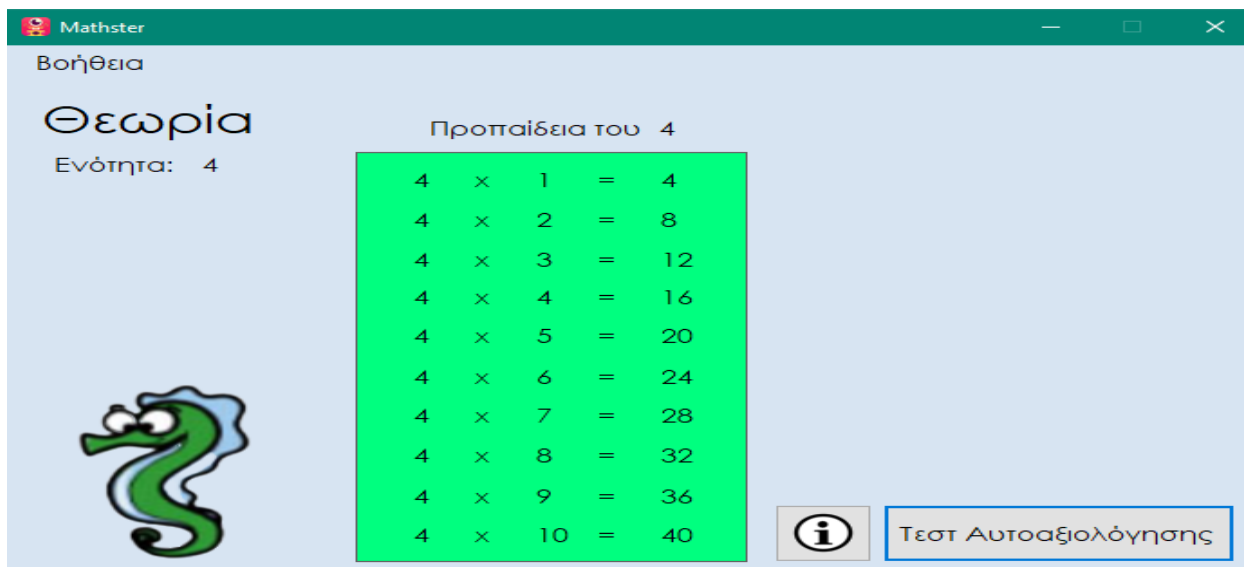 Mathster
Βοήθεια
Θεωρία
Ενότητα: 4
Προπαίδεια του 4
4 x 1 = 4
4 x 2 = 8
4 x 3 = 12
4 x 4 = 16
4 x 5 = 20
4 x 6 = 24
4 x 7 = 28
4 x 8 = 32
4 x 9 = 36
4 x 10 = 40
Τεστ Αυτοαξιολόγησης